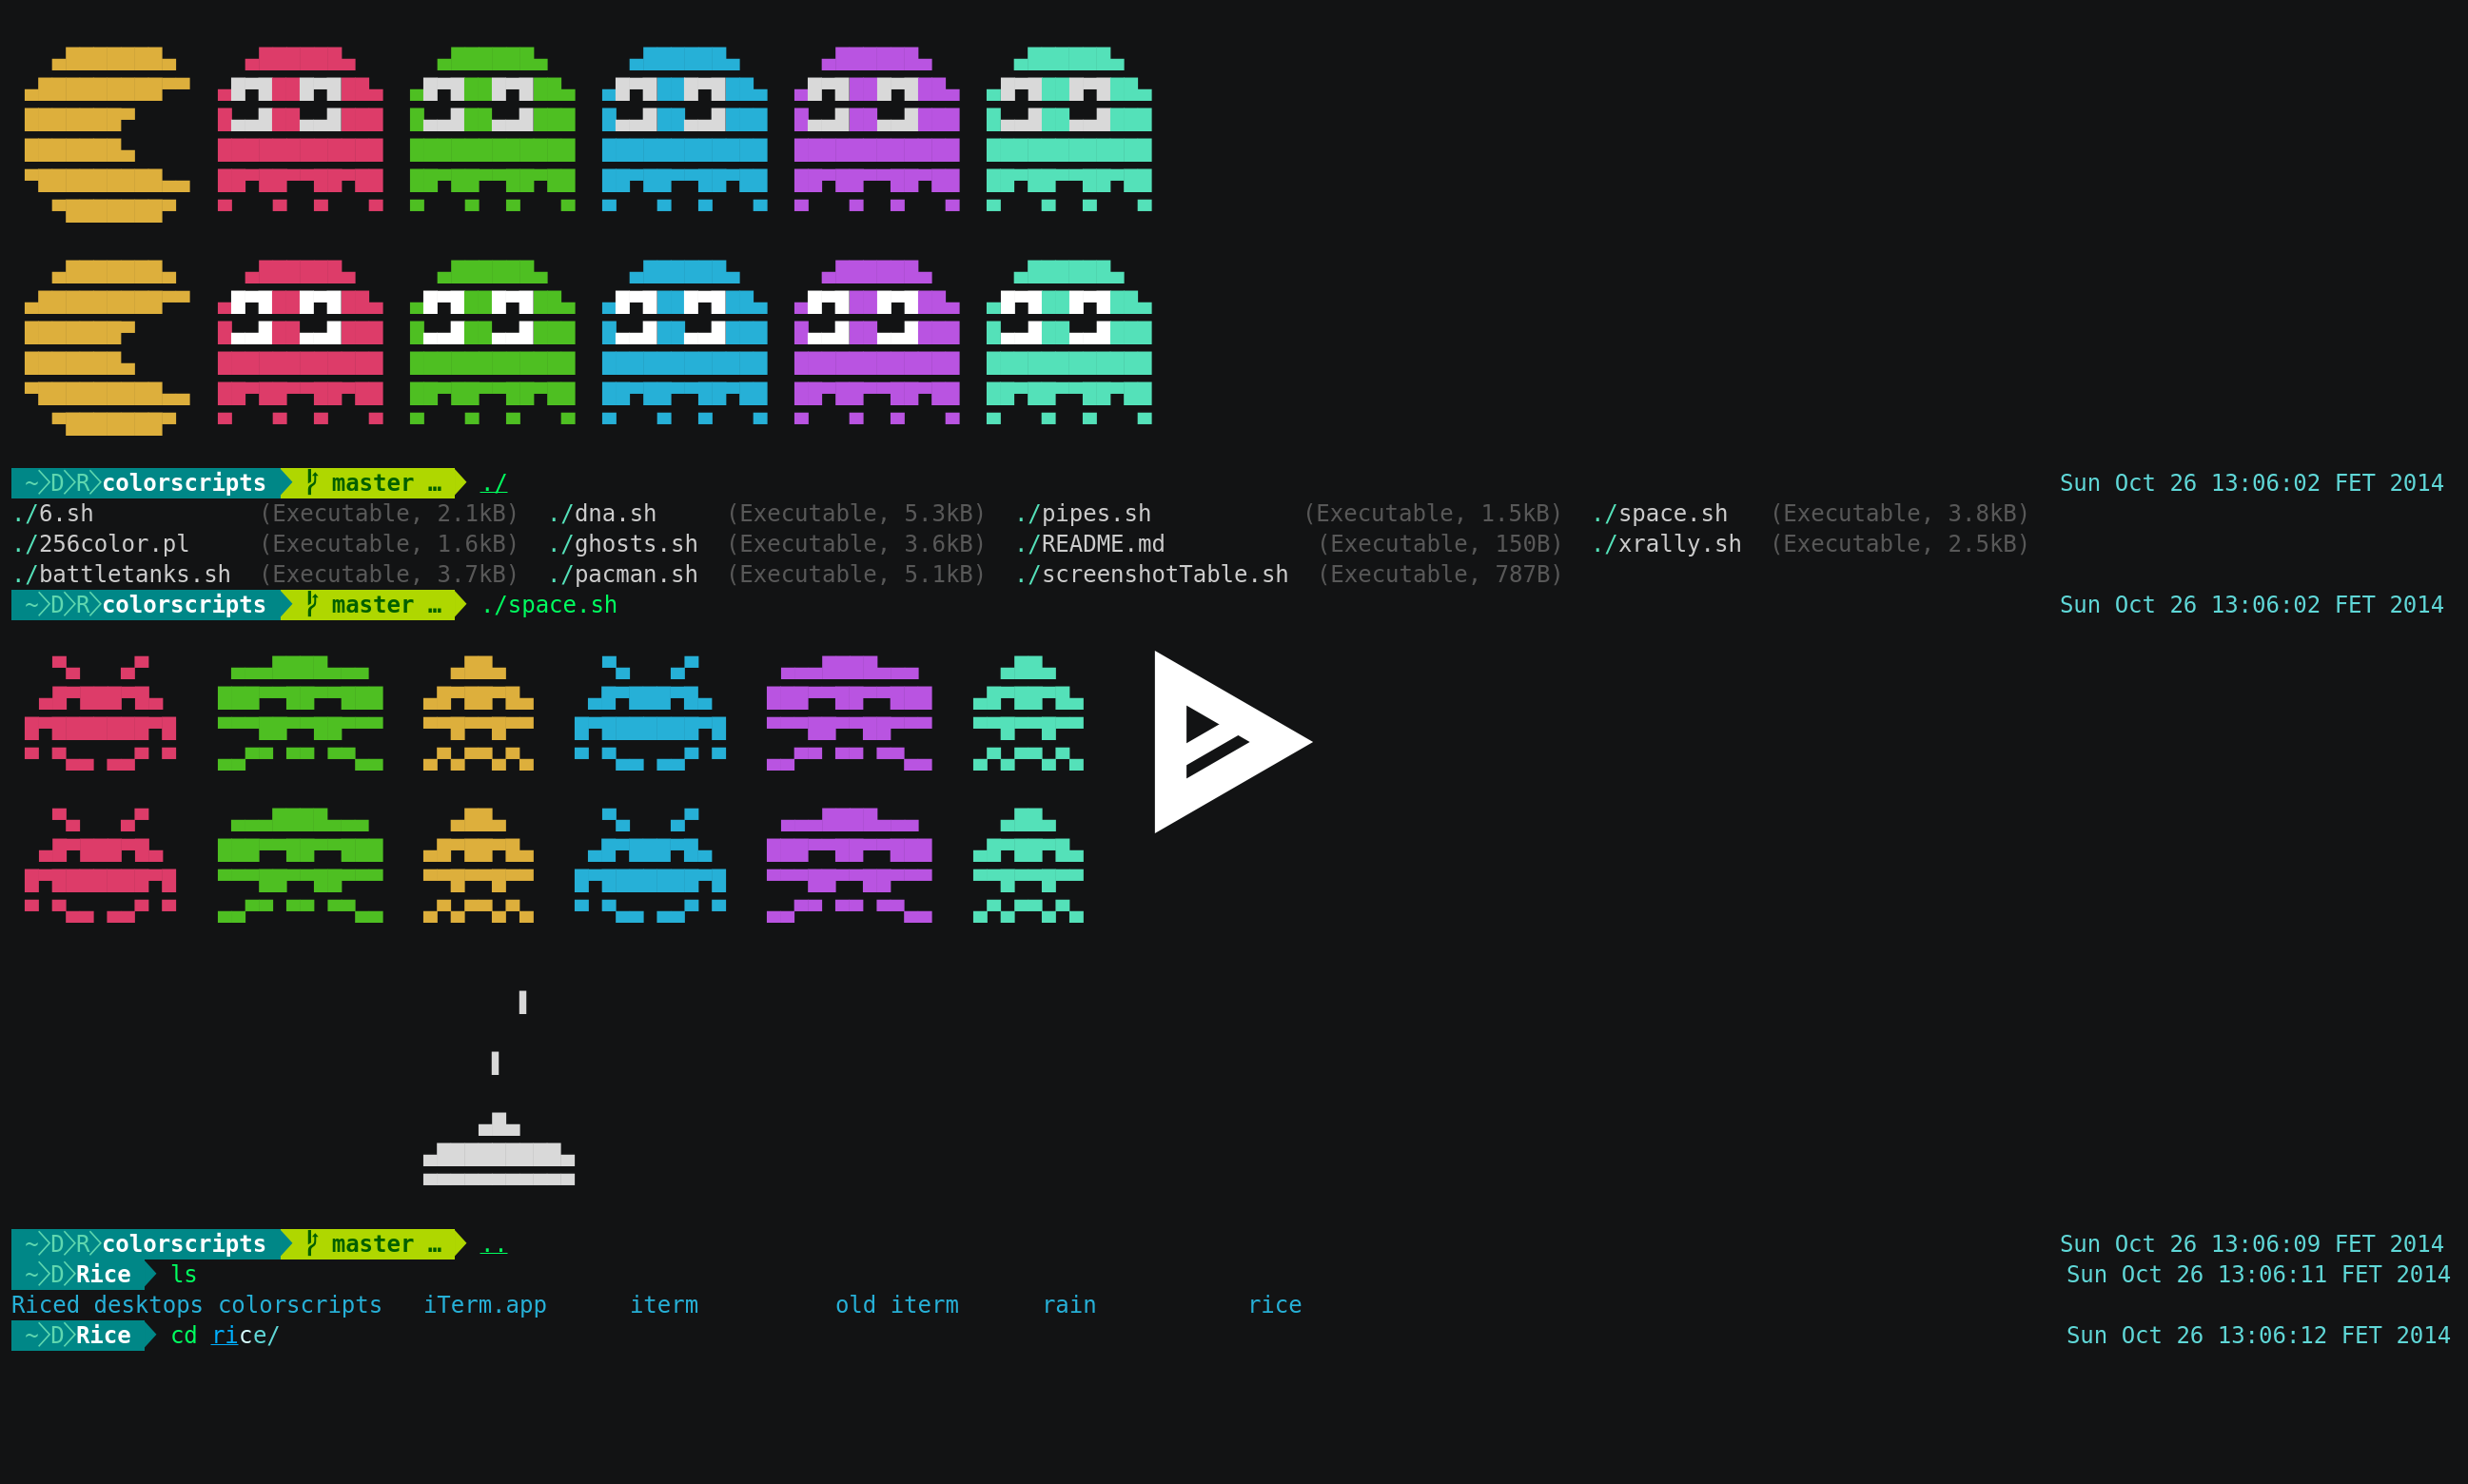 ~ D R colorscripts master … ./ Sun Oct 26 13:06:02 FET 2014
./6.sh (Executable, 2.1kB) ./dna.sh (Executable, 5.3kB) ./pipes.sh (Executable, 1.5kB) ./space.sh (Executable, 3.8kB)
./256color.pl (Executable, 1.6kB) ./ghosts.sh (Executable, 3.6kB) ./README.md (Executable, 150B) ./xrally.sh (Executable, 2.5kB)
./battletanks.sh (Executable, 3.7kB) ./pacman.sh (Executable, 5.1kB) ./screenshotTable.sh (Executable, 787B)
~ D R colorscripts master … ./space.sh Sun Oct 26 13:06:02 FET 2014
~ D R colorscripts master … .. Sun Oct 26 13:06:09 FET 2014
~ D Rice ls Sun Oct 26 13:06:11 FET 2014
Riced desktops colorscripts iTerm.app iterm old iterm rain rice
~ D Rice cd rice/ Sun Oct 26 13:06:12 FET 2014